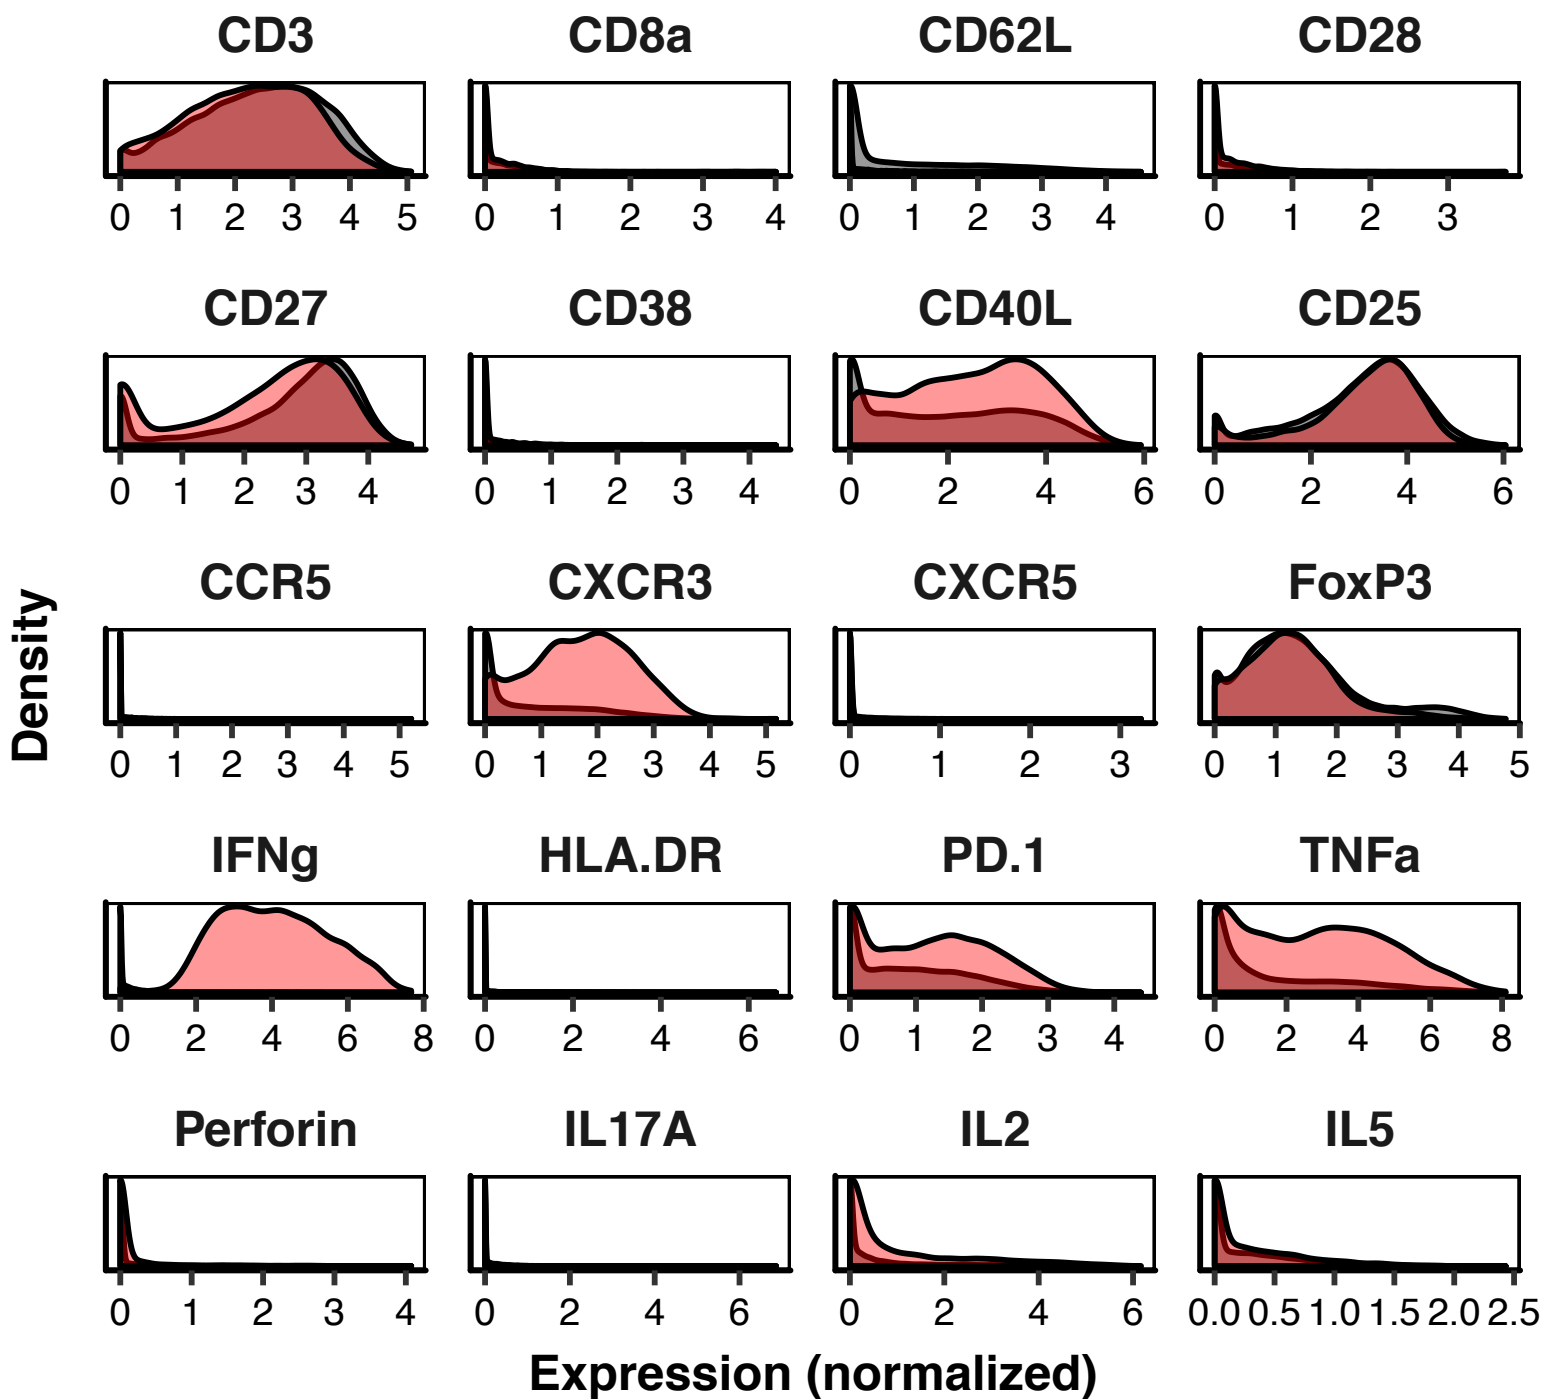 CD3 CD8a CD62L CD28
0 1 2 3 4 5 0 1 2 3 4 0 1 2 3 4 0 1 2 3
CD27 CD38 CD40L CD25
0 1 2 3 4 0 1 2 3 4 0 2 4 6 0 2 4 6
CCR5 CXCR3 CXCR5 FoxP3
0 1 2 3 4 5 0 1 2 3 4 5 0 1 2 3 0 1 2 3 4 5
Density
IFNg HLA.DR PD.1 TNFa
0 2 4 6 8 0 2 4 6 0 1 2 3 4 0 2 4 6 8
Perforin IL17A IL2 IL5
0 1 2 3 4 0 2 4 6 0 2 4 6 0.0 0.5 1.0 1.5 2.0 2.5
Expression (normalized)